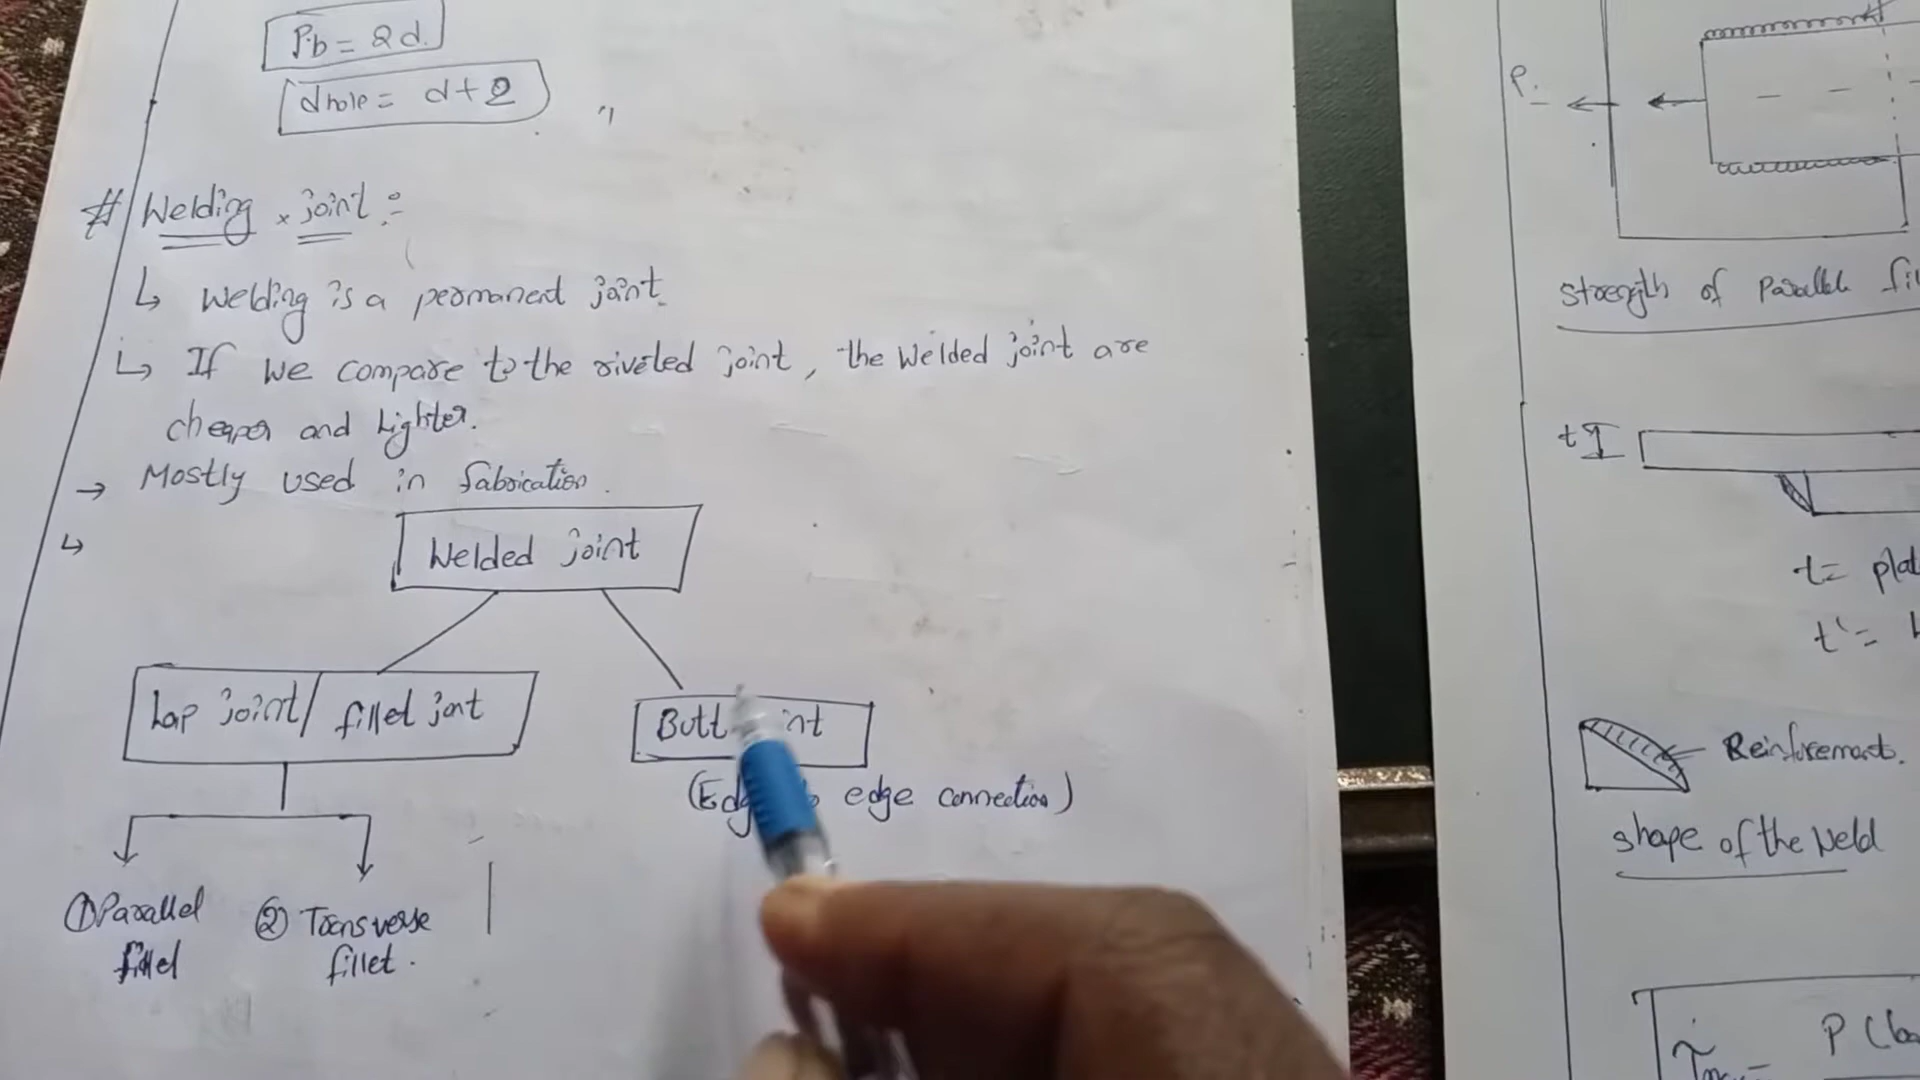 Pb = 2d.
dhole = d+2
# Welding joint :-
↳ Welding is a permanent joint.
↳ If we compare to the riveted joint, the welded joint are
cheaper and Lighter.
→ Mostly used in fabrication.
↳
Welded joint
Lap joint / fillet jont
Butt
(Edg edge connection)
① Parallel
fillet
② Transverse
fillet.
P
strength of Parallel
t
t =
t' =
Reinforcement.
shape of the Weld
P